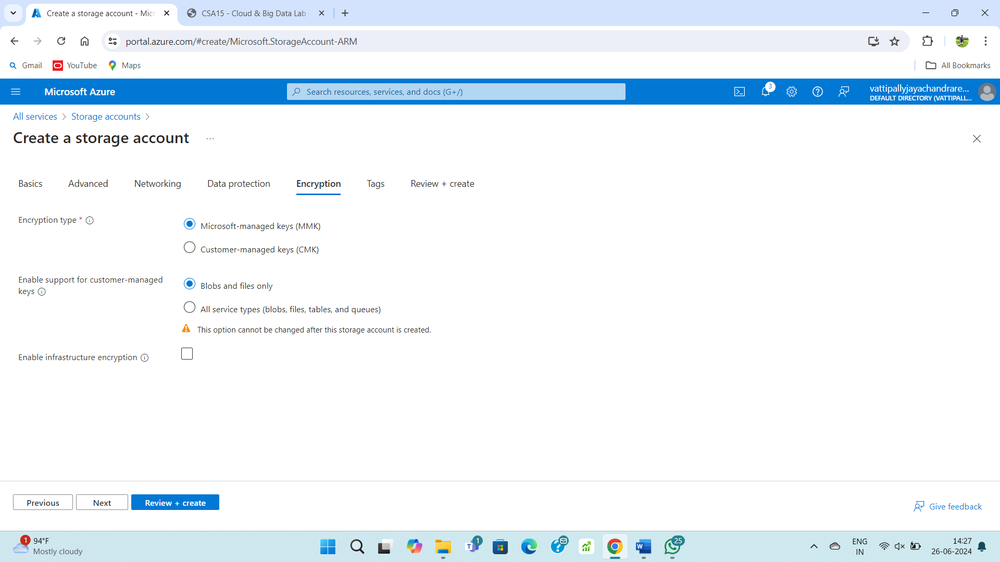 Create a storage account - Micr
CSA15 - Cloud & Big Data Lab -
portal.azure.com/#create/Microsoft.StorageAccount-ARM
Gmail
YouTube
Maps
All Bookmarks
Microsoft Azure
Search resources, services, and docs (G+/)
3
vattipallyjayachandrare...
DEFAULT DIRECTORY (VATTIPALL...
All services
Storage accounts
Create a storage account
...
Basics
Advanced
Networking
Data protection
Encryption
Tags
Review + create
Encryption type *
Microsoft-managed keys (MMK)
Customer-managed keys (CMK)
Enable support for customer-managed
keys
Blobs and files only
All service types (blobs, files, tables, and queues)
This option cannot be changed after this storage account is created.
Enable infrastructure encryption
Previous
Next
Review + create
Give feedback
1
94°F
Mostly cloudy
1
25
ENG
IN
14:27
26-06-2024